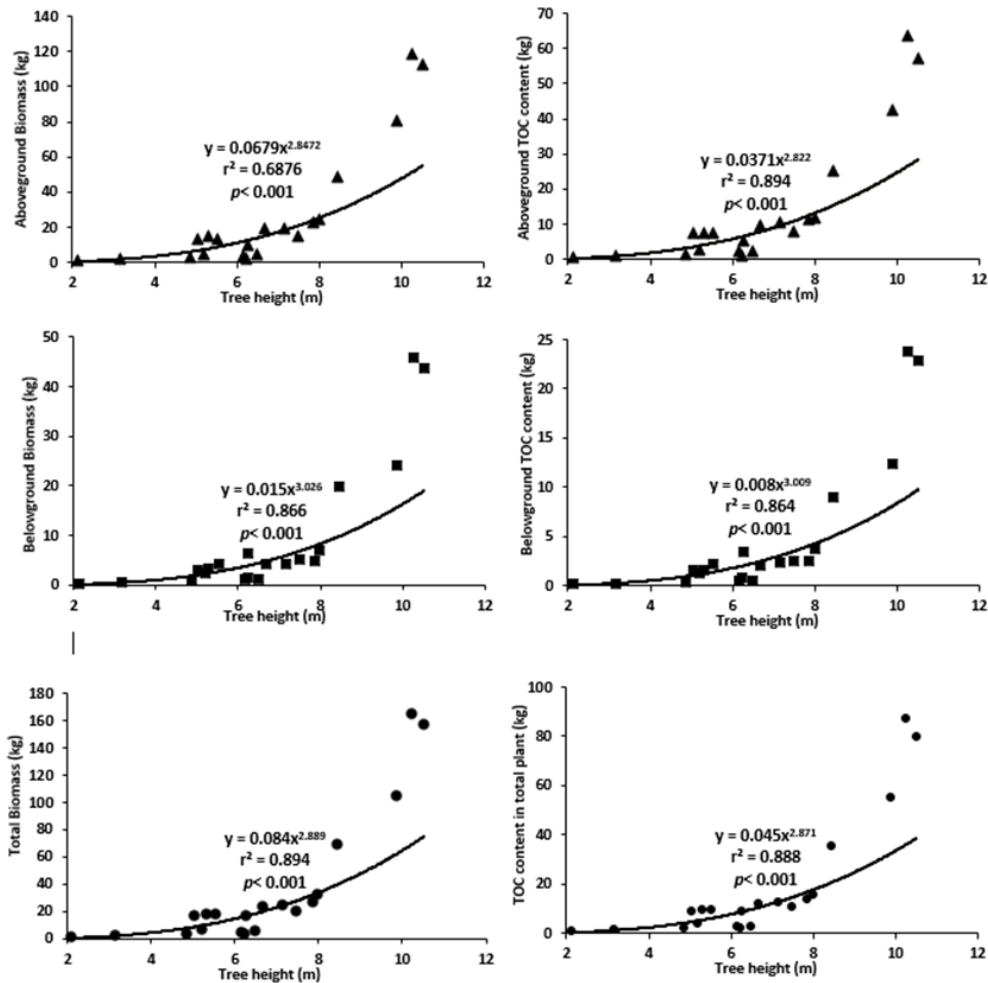 140
120
100
80
60
40
20
0
Aboveground Biomass (kg)
y = 0.0679x^2.8472
r² = 0.6876
p< 0.001
2 4 6 8 10 12
Tree height (m)
70
60
50
40
30
20
10
0
Aboveground TOC content (kg)
y = 0.0371x^2.822
r² = 0.894
p< 0.001
2 4 6 8 10 12
Tree height (m)
50
40
30
20
10
0
Belowground Biomass (kg)
y = 0.015x^3.026
r² = 0.866
p< 0.001
2 4 6 8 10 12
Tree height (m)
25
20
15
10
5
0
Belowground TOC content (kg)
y = 0.008x^3.009
r² = 0.864
p< 0.001
2 4 6 8 10 12
Tree height (m)
180
160
140
120
100
80
60
40
20
0
Total Biomass (kg)
y = 0.084x^2.889
r² = 0.894
p< 0.001
2 4 6 8 10 12
Tree height (m)
100
80
60
40
20
0
TOC content in total plant (kg)
y = 0.045x^2.871
r² = 0.888
p< 0.001
2 4 6 8 10 12
Tree height (m)